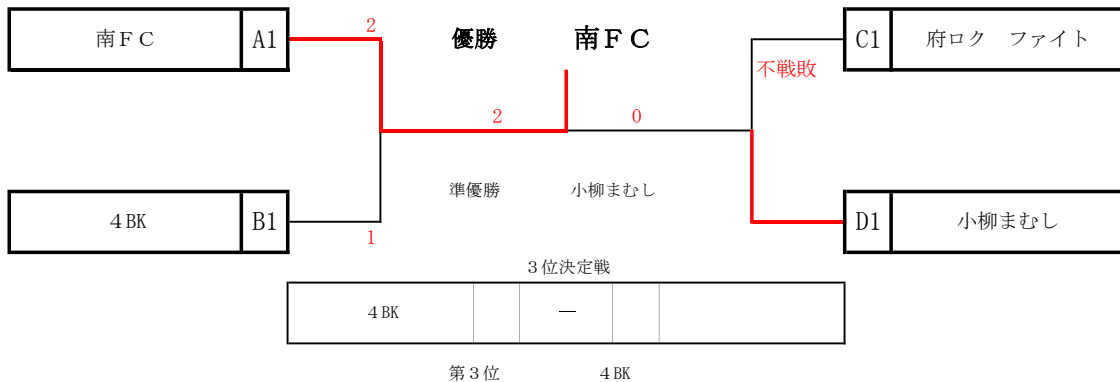 南ＦＣ A1 2 優勝 南ＦＣ C1 府ロク　ファイト
不戦敗
2 0
準優勝 小柳まむし
４BK B1 1 D1 小柳まむし
３位決定戦
４BK ―
第３位 ４BK